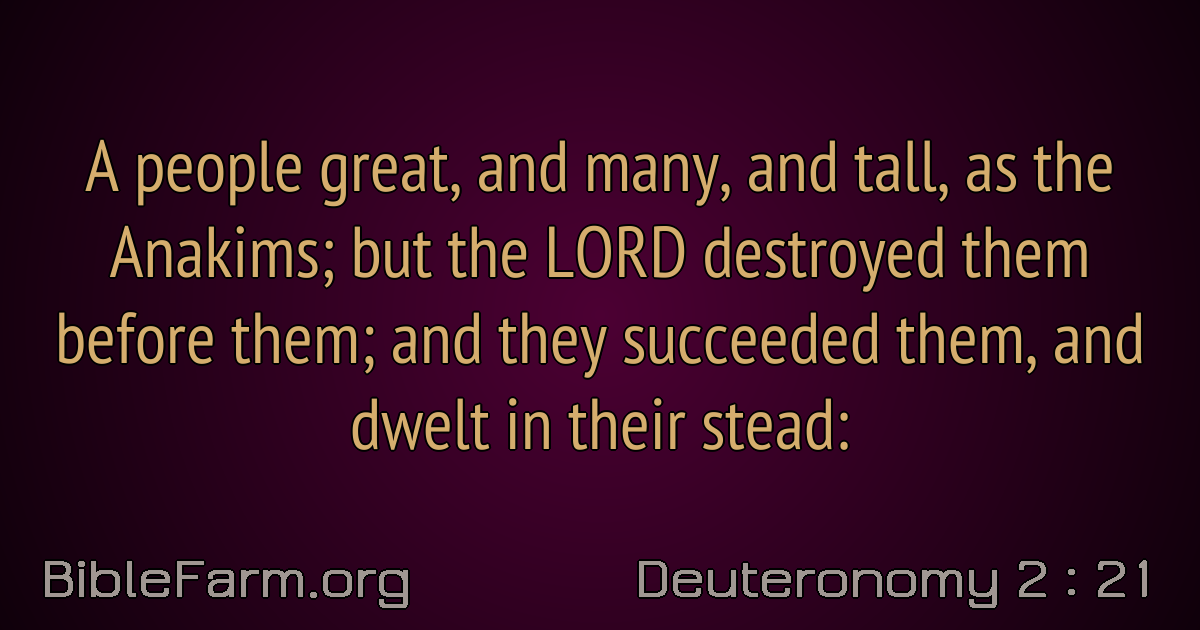 A people great, and many, and tall, as the
Anakims; but the LORD destroyed them
before them; and they succeeded them, and
dwelt in their stead:
BibleFarm.org
Deuteronomy 2 : 21